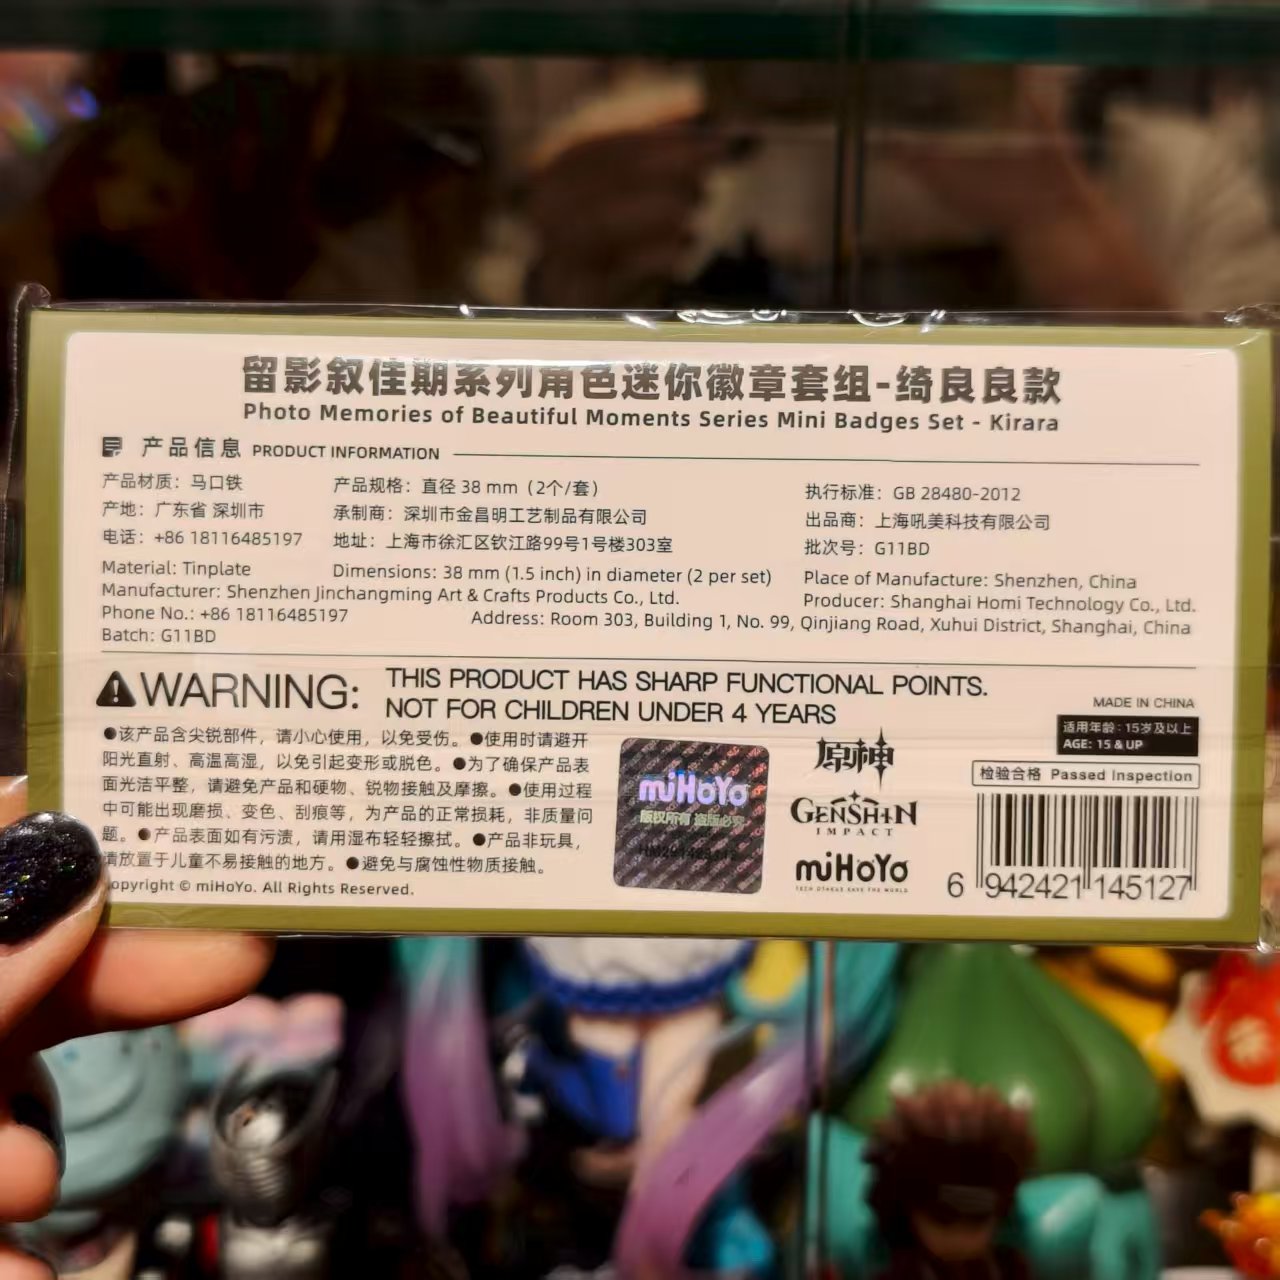 留影叙佳期系列角色迷你徽章套组-绮良良款
Photo Memories of Beautiful Moments Series Mini Badges Set - Kirara
产品信息 PRODUCT INFORMATION
产品材质：马口铁 产品规格：直径 38 mm（2个/套） 执行标准：GB 28480-2012
产地：广东省 深圳市 承制商：深圳市金昌明工艺制品有限公司 出品商：上海吼美科技有限公司
电话：+86 18116485197 地址：上海市徐汇区钦江路99号1号楼303室 批次号：G11BD
Material: Tinplate Dimensions: 38 mm (1.5 inch) in diameter (2 per set) Place of Manufacture: Shenzhen, China
Manufacturer: Shenzhen Jinchangming Art & Crafts Products Co., Ltd. Producer: Shanghai Homi Technology Co., Ltd.
Phone No.: +86 18116485197 Address: Room 303, Building 1, No. 99, Qinjiang Road, Xuhui District, Shanghai, China
Batch: G11BD
WARNING: THIS PRODUCT HAS SHARP FUNCTIONAL POINTS.
NOT FOR CHILDREN UNDER 4 YEARS
●该产品含尖锐部件，请小心使用，以免受伤。●使用时请避开
阳光直射、高温高湿，以免引起变形或脱色。●为了确保产品表
面光洁平整，请避免产品和硬物、锐物接触及摩擦。●使用过程
中可能出现磨损、变色、刮痕等，为产品的正常损耗，非质量问
题。●产品表面如有污渍，请用湿布轻轻擦拭。●产品非玩具，
请放置于儿童不易接触的地方。●避免与腐蚀性物质接触。
opyright © miHoYo. All Rights Reserved.
miHoYo
版权所有 盗版必究
原神
GENSHIN
IMPACT
miHoYo
TECH OTAKUS SAVE THE WORLD
MADE IN CHINA
适用年龄：15岁及以上
AGE: 15 & UP
检验合格 Passed Inspection
6 942421 145127